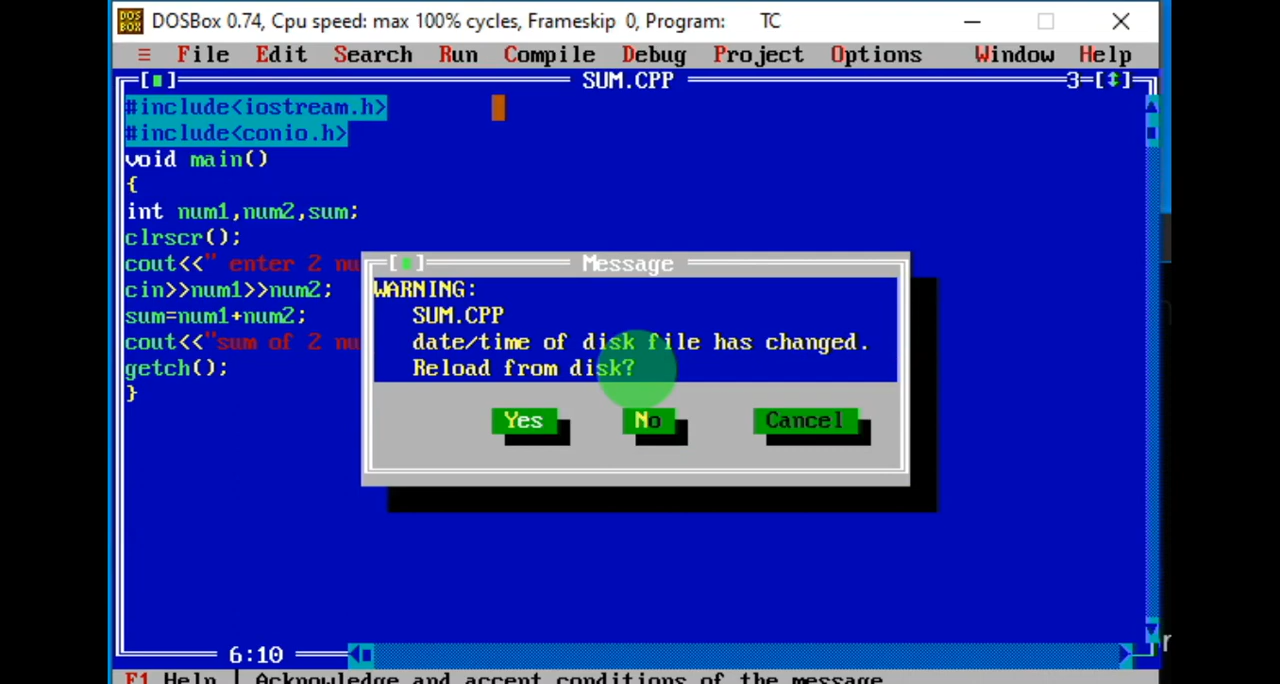 DOSBox 0.74, Cpu speed: max 100% cycles, Frameskip 0, Program: TC
≡ File Edit Search Run Compile Debug Project Options Window Help
SUM.CPP 3=[↕]
#include<iostream.h>
#include<conio.h>
void main()
{
int num1,num2,sum;
clrscr();
cout<<" enter 2
cin>>num1>>num2;
sum=num1+num2;
cout<<"sum of 2
getch();
}
Message
WARNING:
SUM.CPP
date/time of disk file has changed.
Reload from disk?
Yes No Cancel
6:10
F1 Help | Acknowledge and accept conditions of the message